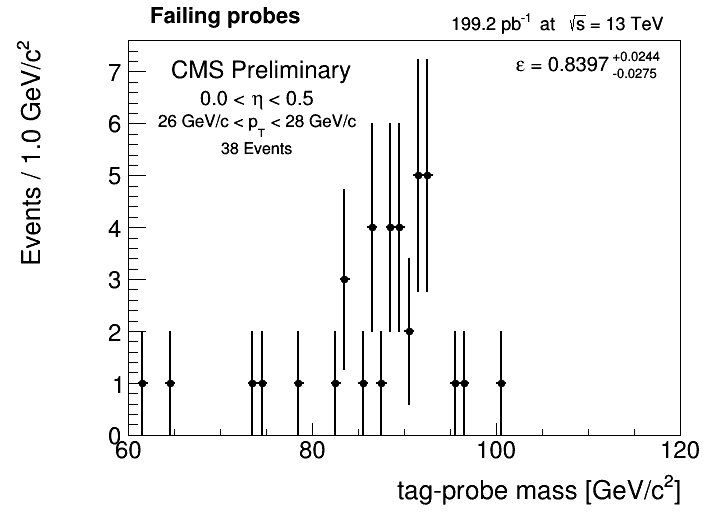 Failing probes
199.2 pb⁻¹ at √s = 13 TeV
CMS Preliminary
ε = 0.8397 +0.0244 -0.0275
0.0 < η < 0.5
26 GeV/c < p_T < 28 GeV/c
38 Events
Events / 1.0 GeV/c²
7
6
5
4
3
2
1
0
60 80 100 120
tag-probe mass [GeV/c²]